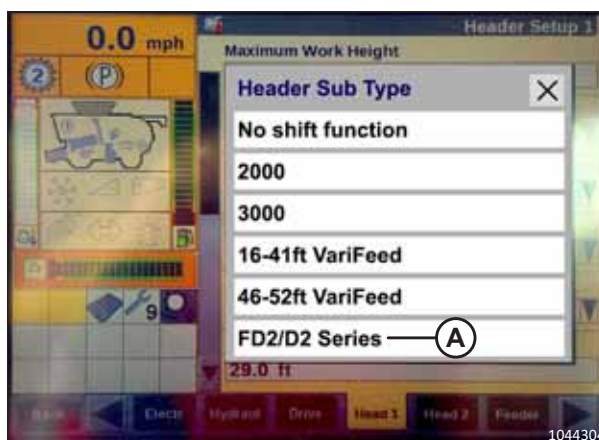 0.0 mph
Header Setup 1
Maximum Work Height
2
P
Header Sub Type
No shift function
2000
3000
16-41ft VariFeed
46-52ft VariFeed
FD2/D2 Series
A
9
29.0 ft
Back
Electr
Hydraul
Drive
Head 1
Head 2
Feeder
104430